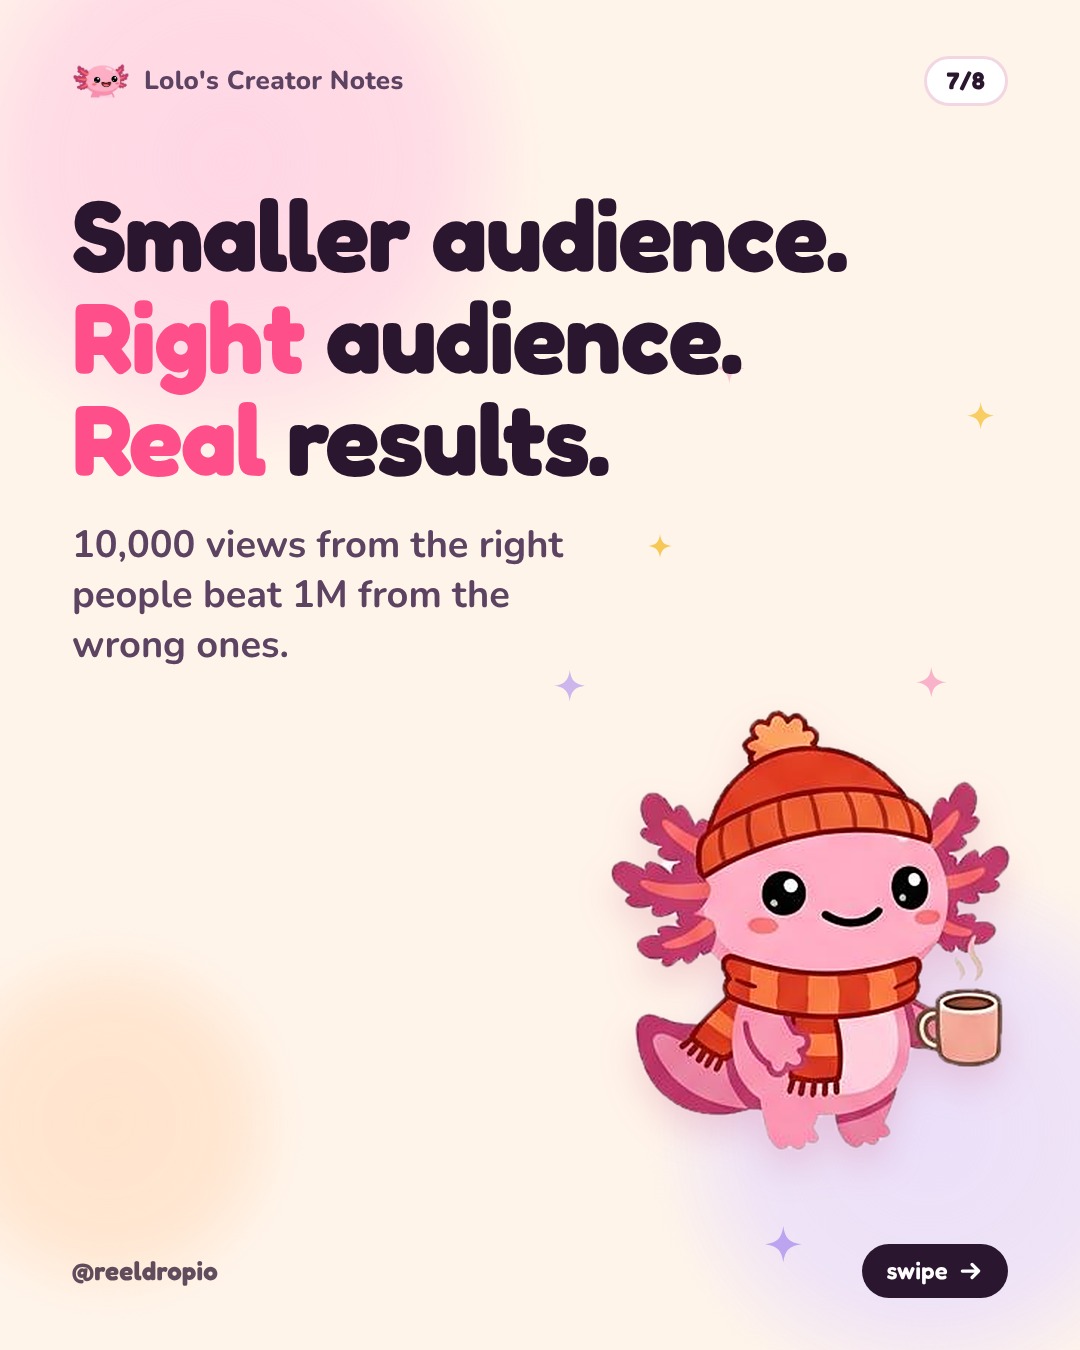 Lolo's Creator Notes
7/8
Smaller audience.
Right audience.
Real results.
10,000 views from the right
people beat 1M from the
wrong ones.
@reeldropio
swipe →